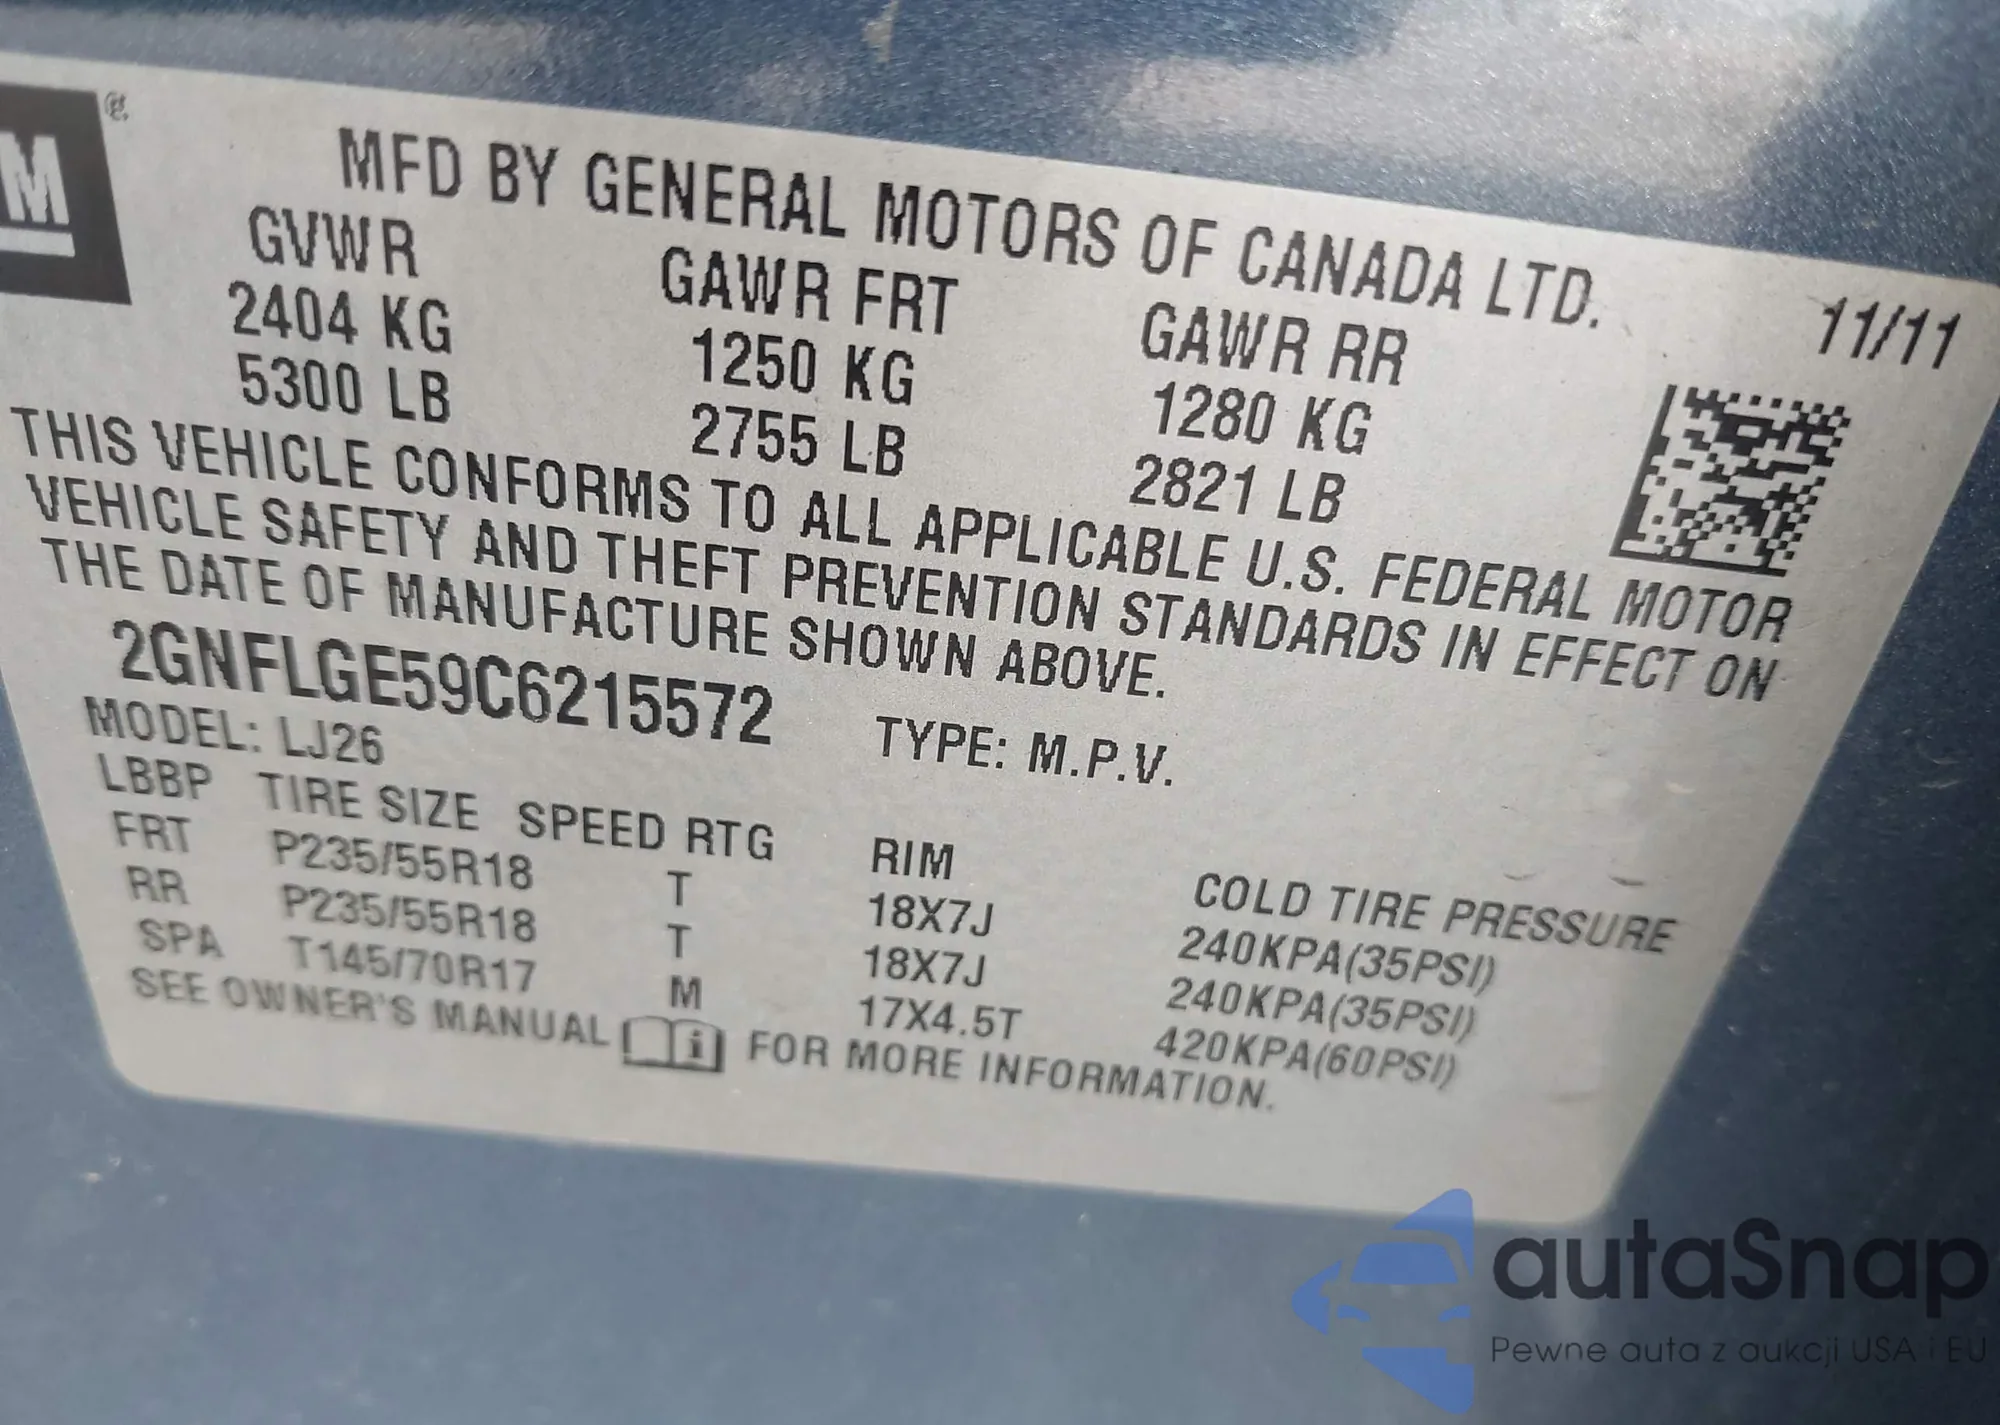 M ®
MFD BY GENERAL MOTORS OF CANADA LTD.
11/11
GVWR GAWR FRT GAWR RR
2404 KG 1250 KG 1280 KG
5300 LB 2755 LB 2821 LB
THIS VEHICLE CONFORMS TO ALL APPLICABLE U.S. FEDERAL MOTOR
VEHICLE SAFETY AND THEFT PREVENTION STANDARDS IN EFFECT ON
THE DATE OF MANUFACTURE SHOWN ABOVE.
2GNFLGE59C6215572 TYPE: M.P.V.
MODEL: LJ26
LBBP TIRE SIZE SPEED RTG RIM COLD TIRE PRESSURE
FRT P235/55R18 T 18X7J 240KPA(35PSI)
RR P235/55R18 T 18X7J 240KPA(35PSI)
SPA T145/70R17 M 17X4.5T 420KPA(60PSI)
SEE OWNER'S MANUAL i FOR MORE INFORMATION.
autaSnap
Pewne auta z aukcji USA i EU